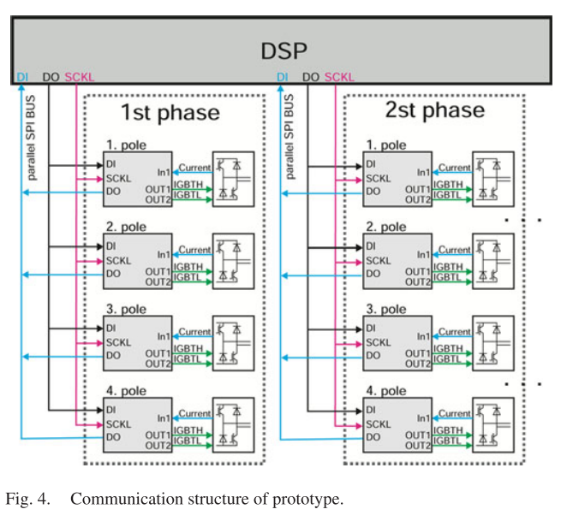 DSP
DI DO SCKL
DI DO SCKL
parallel SPI BUS
1st phase
1. pole
DI
SCKL
DO
In1
OUT1
OUT2
Current
IGBTH
IGBTL
2. pole
DI
SCKL
DO
In1
OUT1
OUT2
Current
IGBTH
IGBTL
3. pole
DI
SCKL
DO
In1
OUT1
OUT2
Current
IGBTH
IGBTL
4. pole
DI
SCKL
DO
In1
OUT1
OUT2
Current
IGBTH
IGBTL
parallel SPI BUS
2st phase
1. pole
DI
SCKL
DO
In1
OUT1
OUT2
Current
IGBTH
IGBTL
2. pole
DI
SCKL
DO
In1
OUT1
OUT2
Current
IGBTH
IGBTL
3. pole
DI
SCKL
DO
In1
OUT1
OUT2
Current
IGBTH
IGBTL
4. pole
DI
SCKL
DO
In1
OUT1
OUT2
Current
IGBTH
IGBTL
. . .
. . .
Fig. 4. Communication structure of prototype.